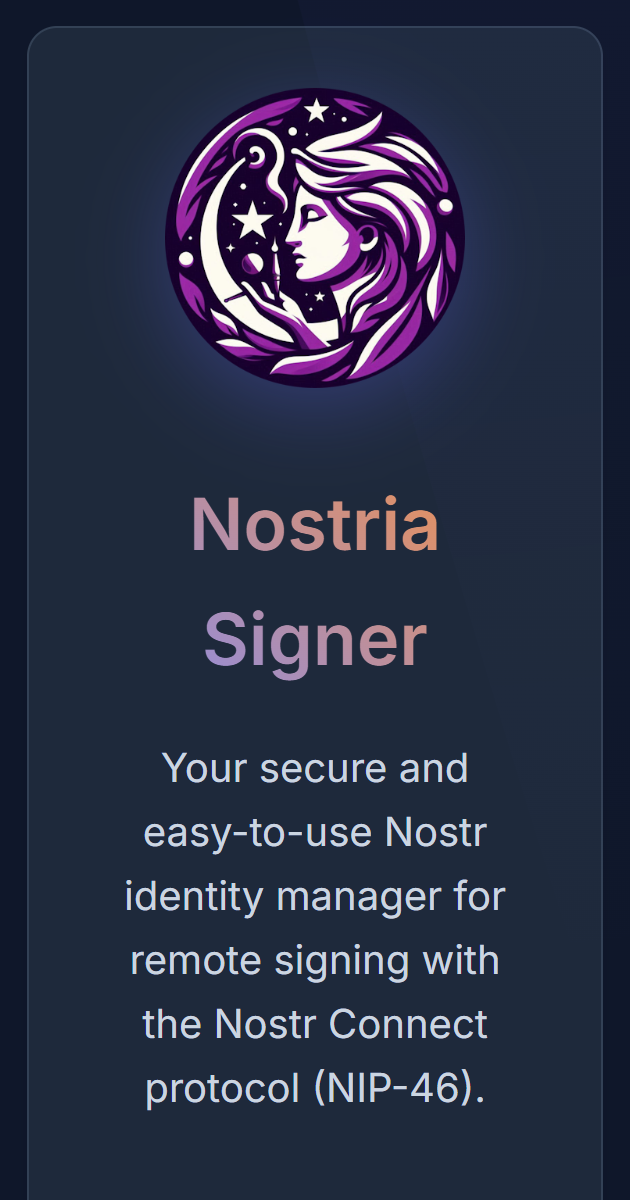 Nostria
Signer
Your secure and
easy-to-use Nostr
identity manager for
remote signing with
the Nostr Connect
protocol (NIP-46).